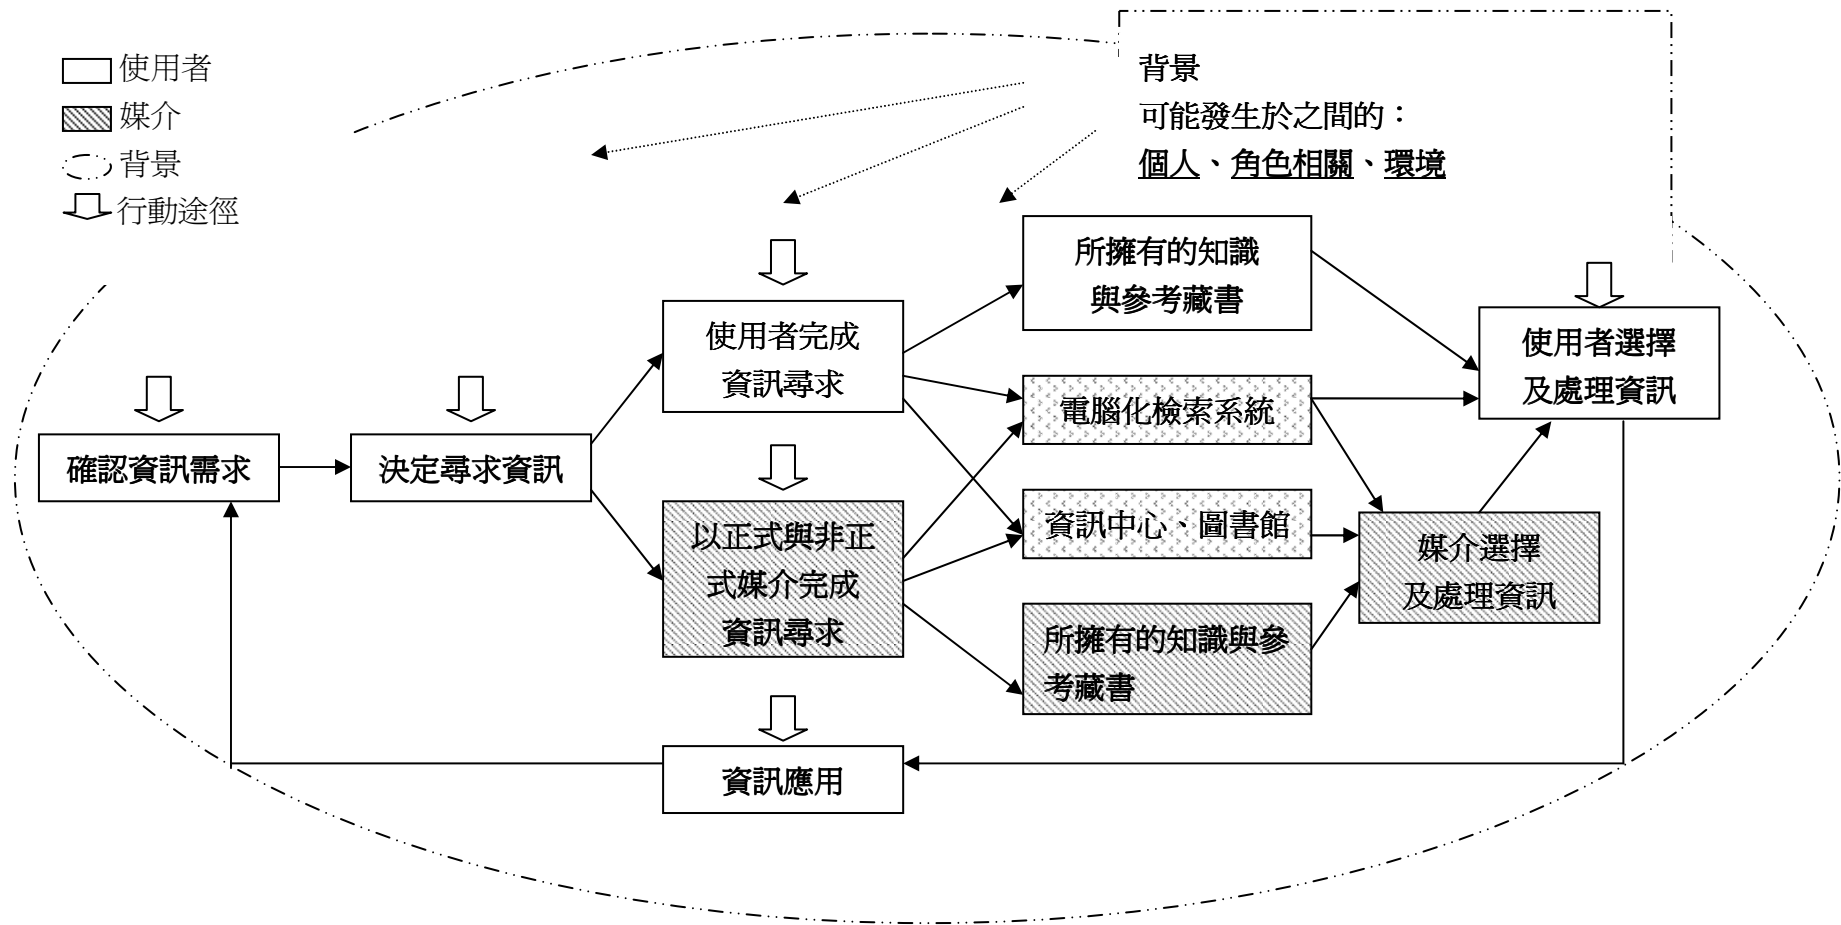 使用者
媒介
背景
行動途徑
背景
可能發生於之間的：
個人、角色相關、環境
確認資訊需求
決定尋求資訊
使用者完成
資訊尋求
以正式與非正
式媒介完成
資訊尋求
所擁有的知識
與參考藏書
電腦化檢索系統
資訊中心、圖書館
所擁有的知識與參
考藏書
使用者選擇
及處理資訊
媒介選擇
及處理資訊
資訊應用